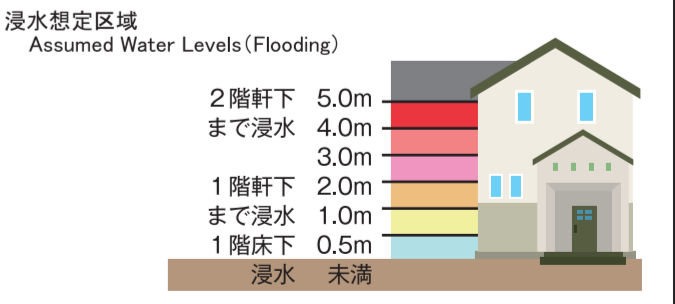 浸水想定区域
Assumed Water Levels(Flooding)
2階軒下 5.0m
まで浸水 4.0m
3.0m
1階軒下 2.0m
まで浸水 1.0m
1階床下 0.5m
浸水 未満